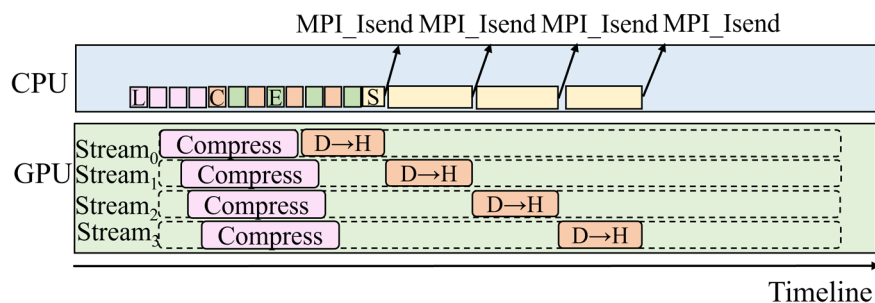 MPI_Isend MPI_Isend MPI_Isend MPI_Isend
CPU
L C E S
GPU
Stream0 Compress D→H
Stream1 Compress D→H
Stream2 Compress D→H
Stream3 Compress D→H
Timeline